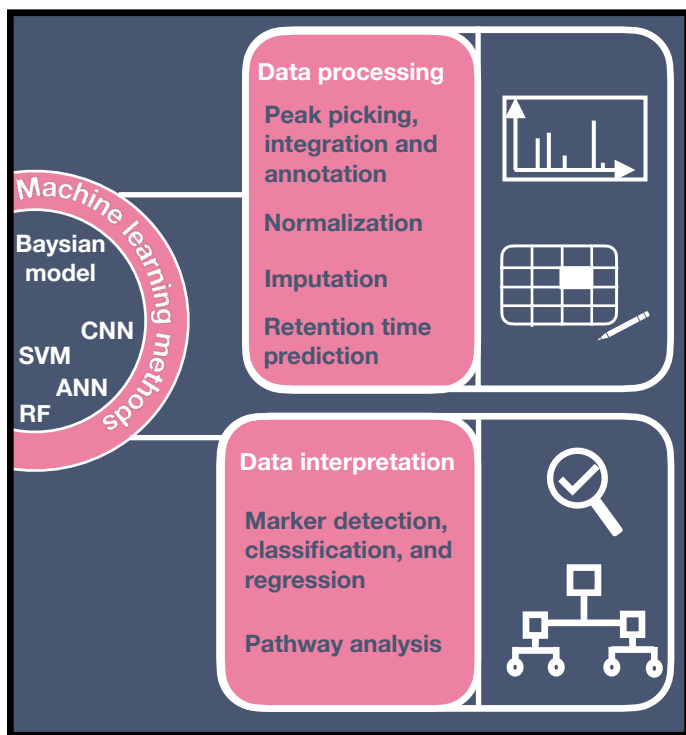 Machine learning methods
Baysian
model
CNN
SVM
ANN
RF
Data processing
Peak picking,
integration and
annotation
Normalization
Imputation
Retention time
prediction
Data interpretation
Marker detection,
classification, and
regression
Pathway analysis